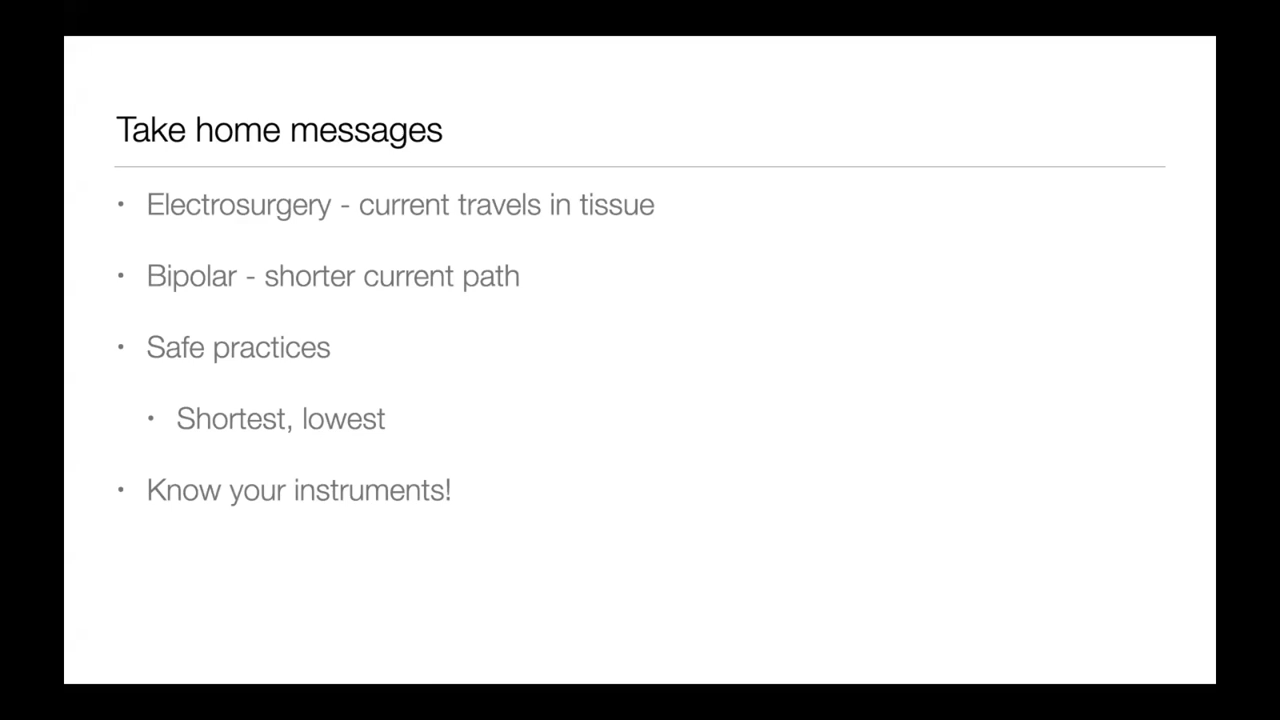 Take home messages
• Electrosurgery - current travels in tissue
• Bipolar - shorter current path
• Safe practices
• Shortest, lowest
• Know your instruments!